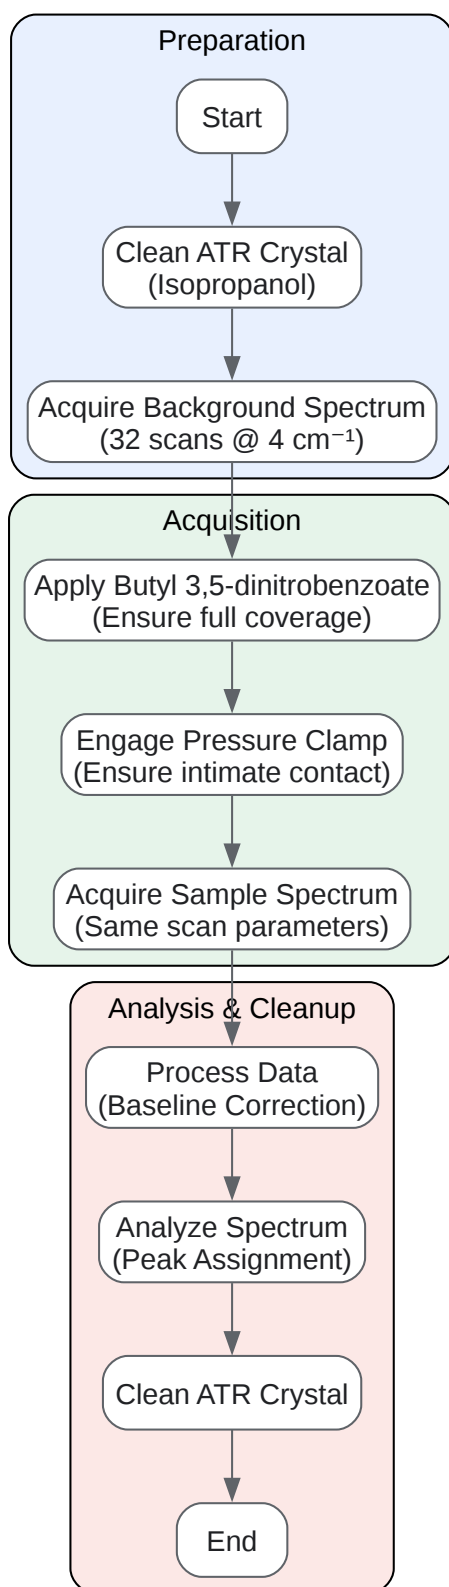 Preparation
Start
Clean ATR Crystal
(Isopropanol)
Acquire Background Spectrum
(32 scans @ 4 cm⁻¹)
Acquisition
Apply Butyl 3,5-dinitrobenzoate
(Ensure full coverage)
Engage Pressure Clamp
(Ensure intimate contact)
Acquire Sample Spectrum
(Same scan parameters)
Analysis & Cleanup
Process Data
(Baseline Correction)
Analyze Spectrum
(Peak Assignment)
Clean ATR Crystal
End